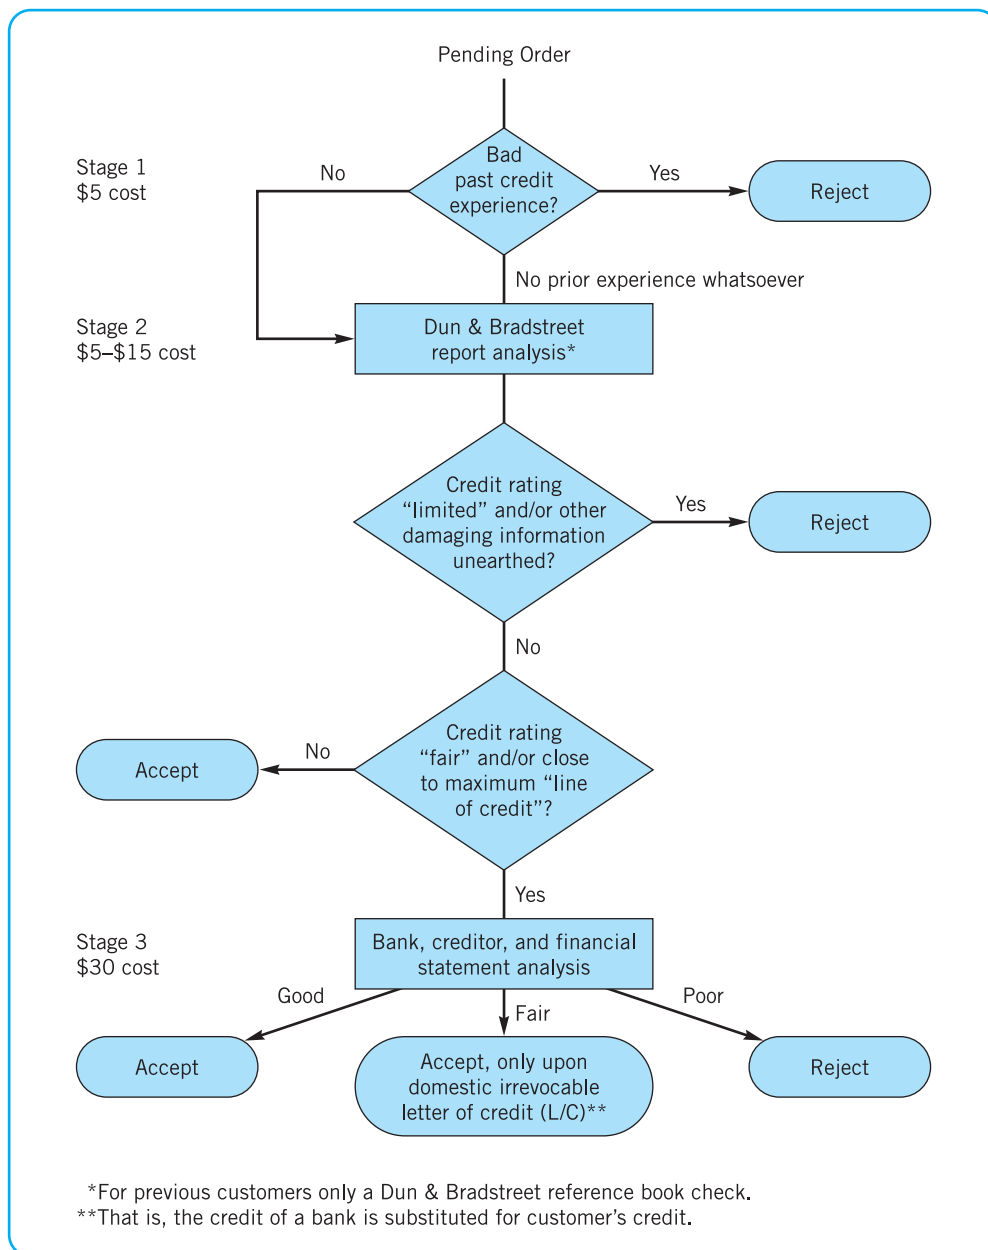 Pending Order
Stage 1
$5 cost
No
Bad
past credit
experience?
Yes
Reject
No prior experience whatsoever
Stage 2
$5–$15 cost
Dun & Bradstreet
report analysis*
Credit rating
“limited” and/or other
damaging information
unearthed?
Yes
Reject
No
Credit rating
“fair” and/or close
to maximum “line
of credit”?
No
Accept
Yes
Stage 3
$30 cost
Bank, creditor, and financial
statement analysis
Good
Fair
Poor
Accept
Accept, only upon
domestic irrevocable
letter of credit (L/C)**
Reject
*For previous customers only a Dun & Bradstreet reference book check.
**That is, the credit of a bank is substituted for customer’s credit.